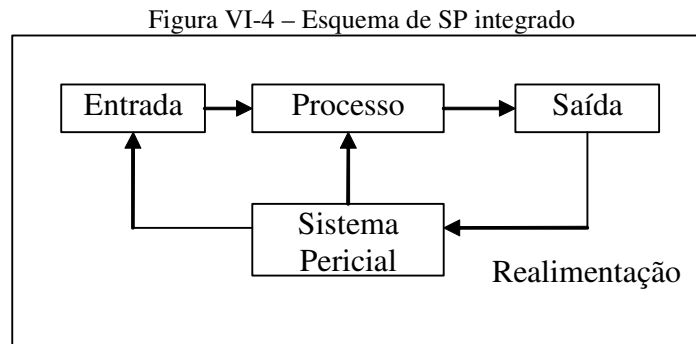 Figura VI-4 – Esquema de SP integrado
Entrada
Processo
Saída
Sistema
Pericial
Realimentação